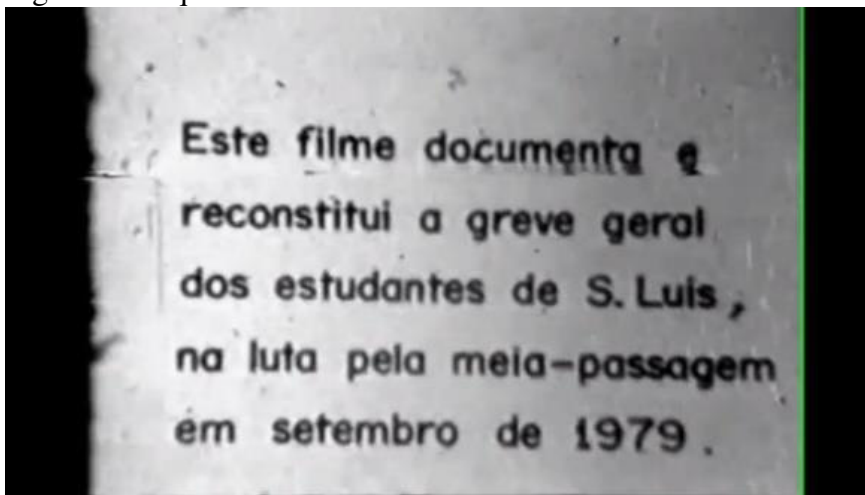 Este filme documenta e
reconstitui a greve geral
dos estudantes de S. Luis,
na luta pela meia-passagem
em setembro de 1979.